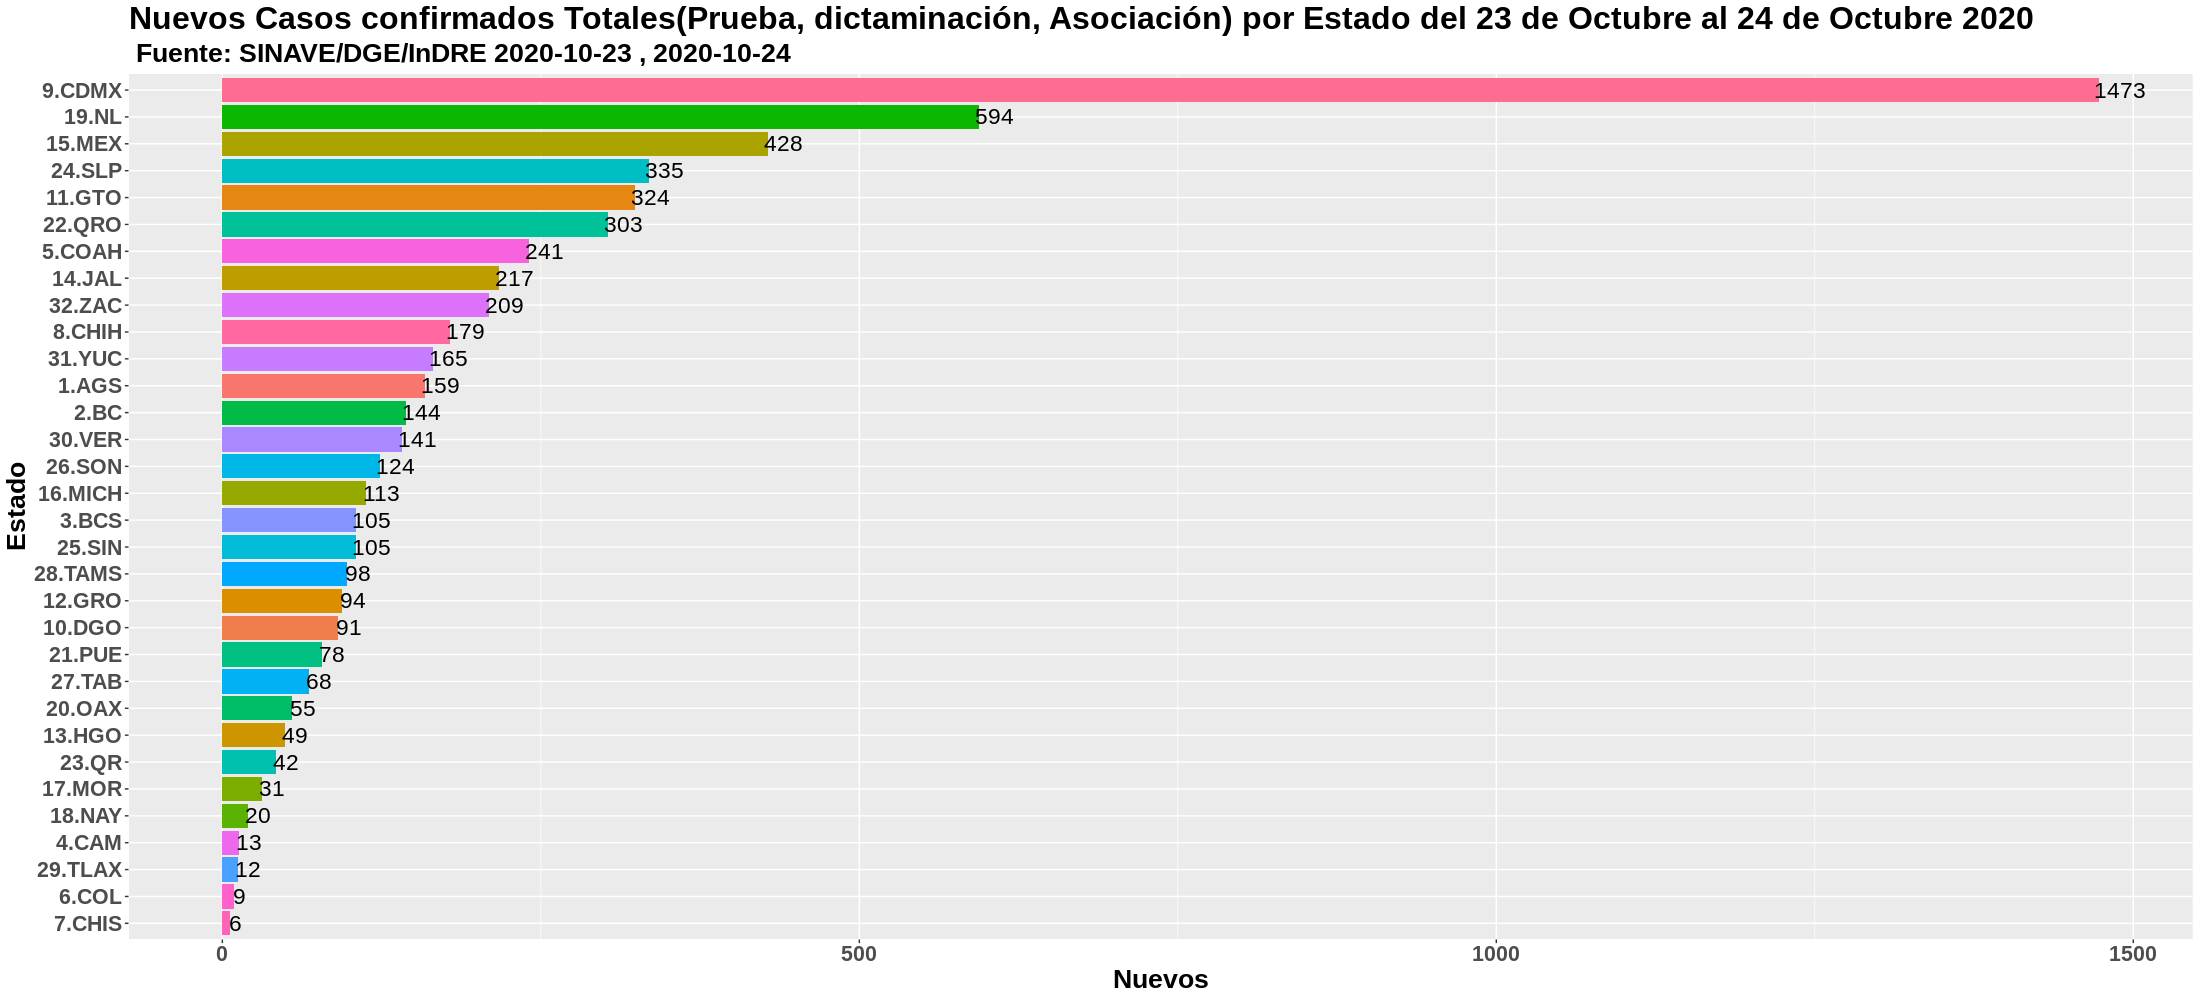 Nuevos Casos confirmados Totales(Prueba, dictaminación, Asociación) por Estado del 23 de Octubre al 24 de Octubre 2020
Fuente: SINAVE/DGE/InDRE 2020-10-23 , 2020-10-24
9.CDMX 1473
19.NL 594
15.MEX 428
24.SLP 335
11.GTO 324
22.QRO 303
5.COAH 241
14.JAL 217
32.ZAC 209
8.CHIH 179
31.YUC 165
1.AGS 159
2.BC 144
30.VER 141
26.SON 124
16.MICH 113
3.BCS 105
25.SIN 105
28.TAMS 98
12.GRO 94
10.DGO 91
21.PUE 78
27.TAB 68
20.OAX 55
13.HGO 49
23.QR 42
17.MOR 31
18.NAY 20
4.CAM 13
29.TLAX 12
6.COL 9
7.CHIS 6
Estado
0 500 1000 1500
Nuevos